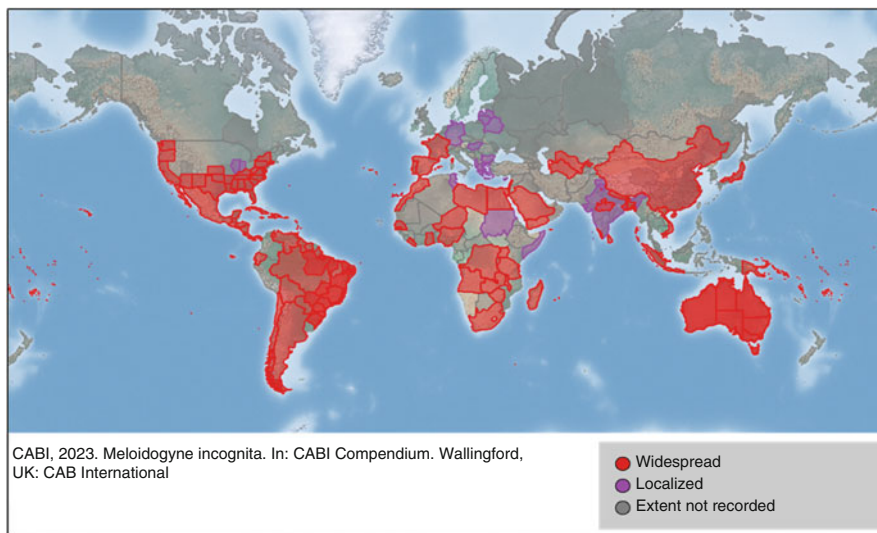 CABI, 2023. Meloidogyne incognita. In: CABI Compendium. Wallingford,
UK: CAB International
Widespread
Localized
Extent not recorded